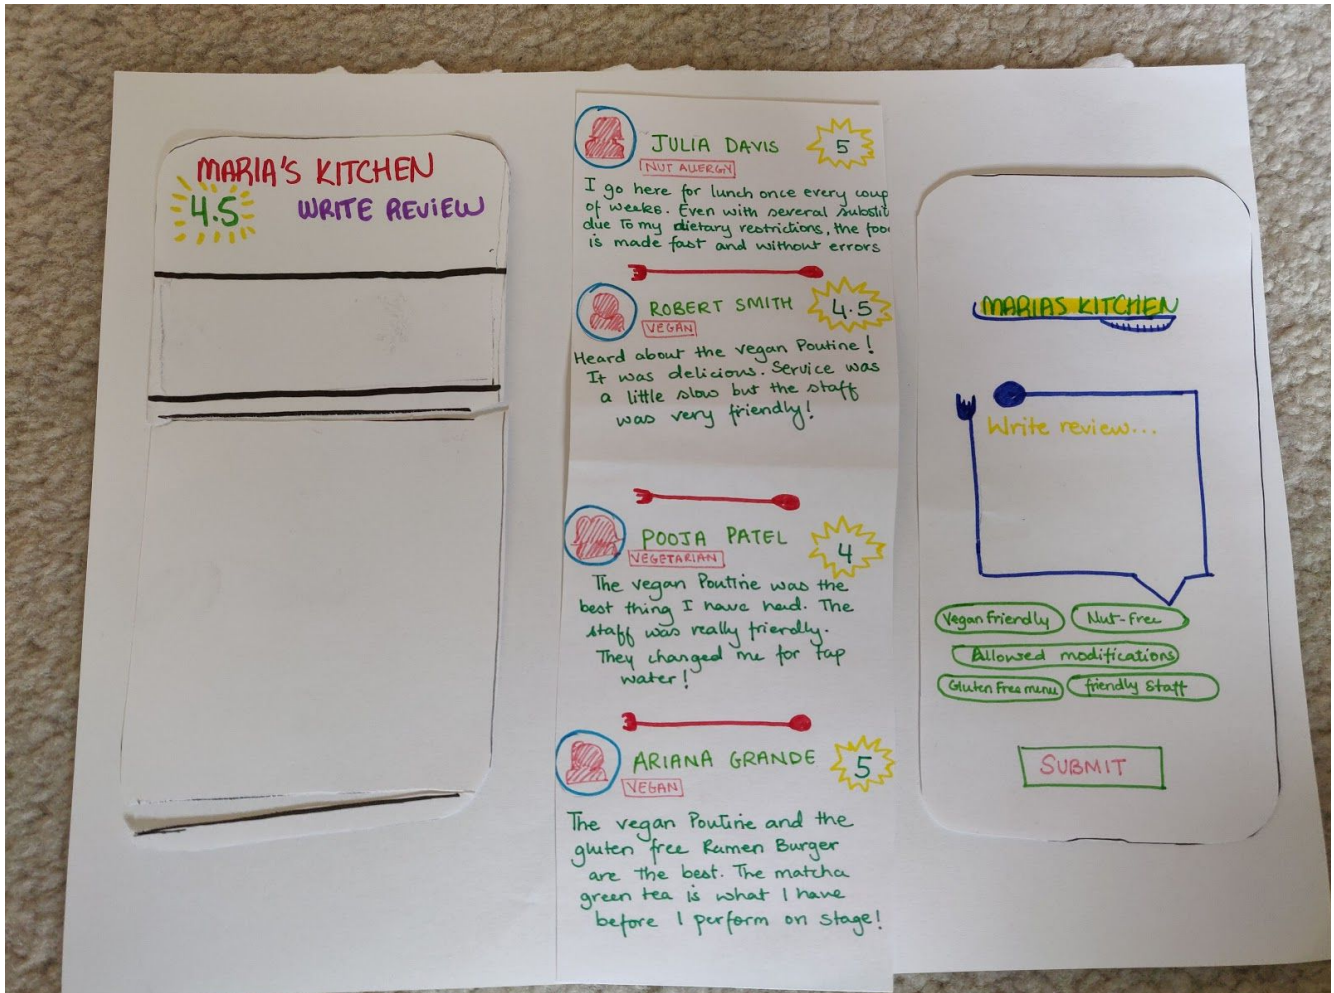 MARIA'S KITCHEN
4.5
WRITE REVIEW
JULIA DAVIS
5
NUT ALLERGY
I go here for lunch once every coup
of weeks. Even with several substit
due To my dietary restrictions, the foo
is made fast and without errors
ROBERT SMITH
4.5
VEGAN
Heard about the vegan Poutine!
It was delicious. Service was
a little slow but the staff
was very friendly!
POOJA PATEL
4
VEGETARIAN
The vegan Poutine was the
best thing I have had. The
staff was really friendly.
They changed me for tap
water!
ARIANA GRANDE
5
VEGAN
The vegan Poutine and the
gluten free Ramen Burger
are the best. The matcha
green tea is what I have
before I perform on stage!
MARIAS KITCHEN
Write review...
Vegan friendly
Nut-free
Allowed modifications
Gluten Free menu
friendly Staff
SUBMIT